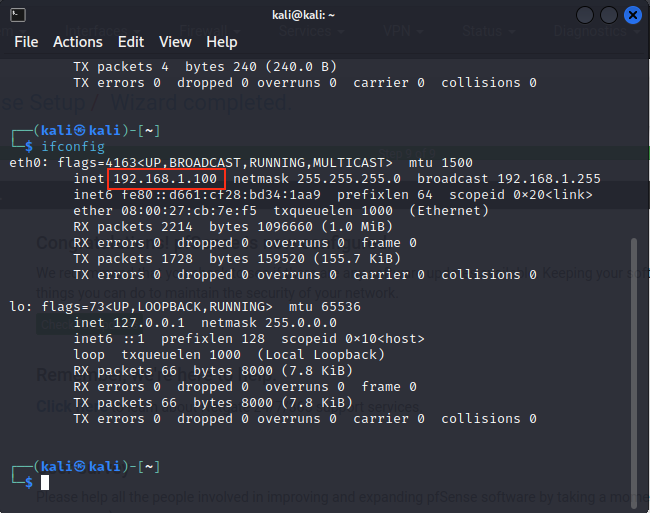 kali@kali: ~
File Actions Edit View Help
TX packets 4  bytes 240 (240.0 B)
TX errors 0  dropped 0 overruns 0  carrier 0  collisions 0
┌──(kali㉿kali)-[~]
└─$ ifconfig
eth0: flags=4163<UP,BROADCAST,RUNNING,MULTICAST>  mtu 1500
inet 192.168.1.100  netmask 255.255.255.0  broadcast 192.168.1.255
inet6 fe80::d661:cf28:bd34:1aa9  prefixlen 64  scopeid 0×20<link>
ether 08:00:27:cb:7e:f5  txqueuelen 1000  (Ethernet)
RX packets 2214  bytes 1096660 (1.0 MiB)
RX errors 0  dropped 0  overruns 0  frame 0
TX packets 1728  bytes 159520 (155.7 KiB)
TX errors 0  dropped 0 overruns 0  carrier 0  collisions 0
lo: flags=73<UP,LOOPBACK,RUNNING>  mtu 65536
inet 127.0.0.1  netmask 255.0.0.0
inet6 ::1  prefixlen 128  scopeid 0×10<host>
loop  txqueuelen 1000  (Local Loopback)
RX packets 66  bytes 8000 (7.8 KiB)
RX errors 0  dropped 0  overruns 0  frame 0
TX packets 66  bytes 8000 (7.8 KiB)
TX errors 0  dropped 0 overruns 0  carrier 0  collisions 0
┌──(kali㉿kali)-[~]
└─$
Please help all the people involved in improving and expanding pfSense software by taking a mome